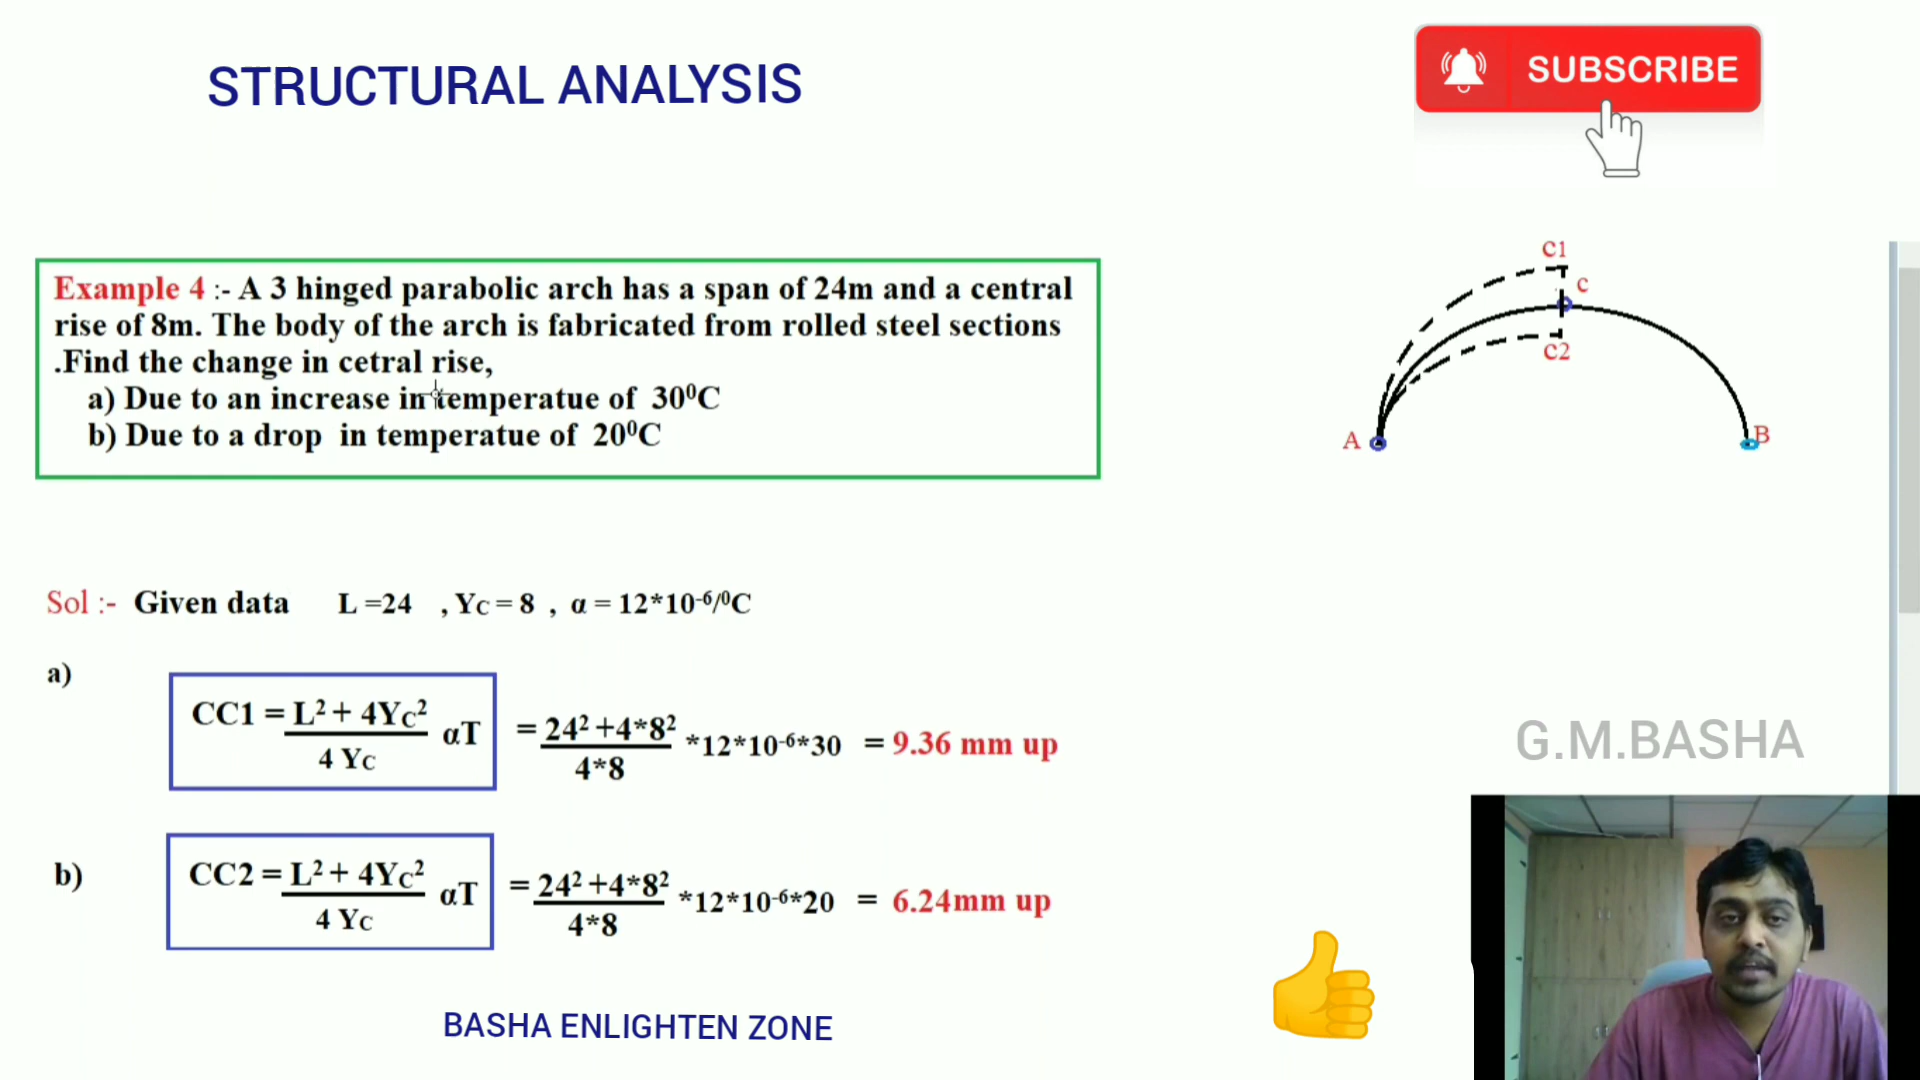 STRUCTURAL ANALYSIS
SUBSCRIBE
Example 4 :- A 3 hinged parabolic arch has a span of 24m and a central
rise of 8m. The body of the arch is fabricated from rolled steel sections
.Find the change in cetral rise,
a) Due to an increase in temperatue of 30⁰C
b) Due to a drop in temperatue of 20⁰C
C1
C
C2
A
B
Sol :- Given data L =24 , Yc = 8 , α = 12*10⁻⁶/⁰C
a)
CC1 = L² + 4Yc² / 4 Yc αT = 24² +4*8² / 4*8 *12*10⁻⁶*30 = 9.36 mm up
b)
CC2 = L² + 4Yc² / 4 Yc αT = 24² +4*8² / 4*8 *12*10⁻⁶*20 = 6.24mm up
G.M.BASHA
BASHA ENLIGHTEN ZONE